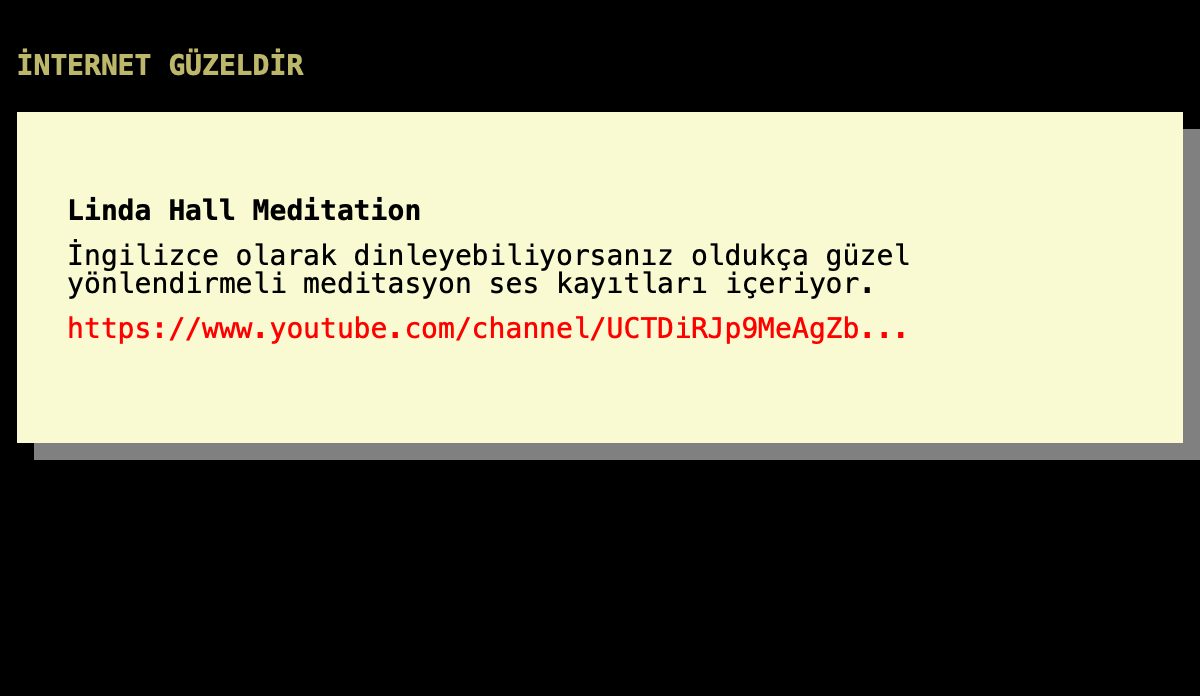 İNTERNET GÜZELDİR
Linda Hall Meditation
İngilizce olarak dinleyebiliyorsanız oldukça güzel
yönlendirmeli meditasyon ses kayıtları içeriyor.
https://www.youtube.com/channel/UCTDiRJp9MeAgZb...